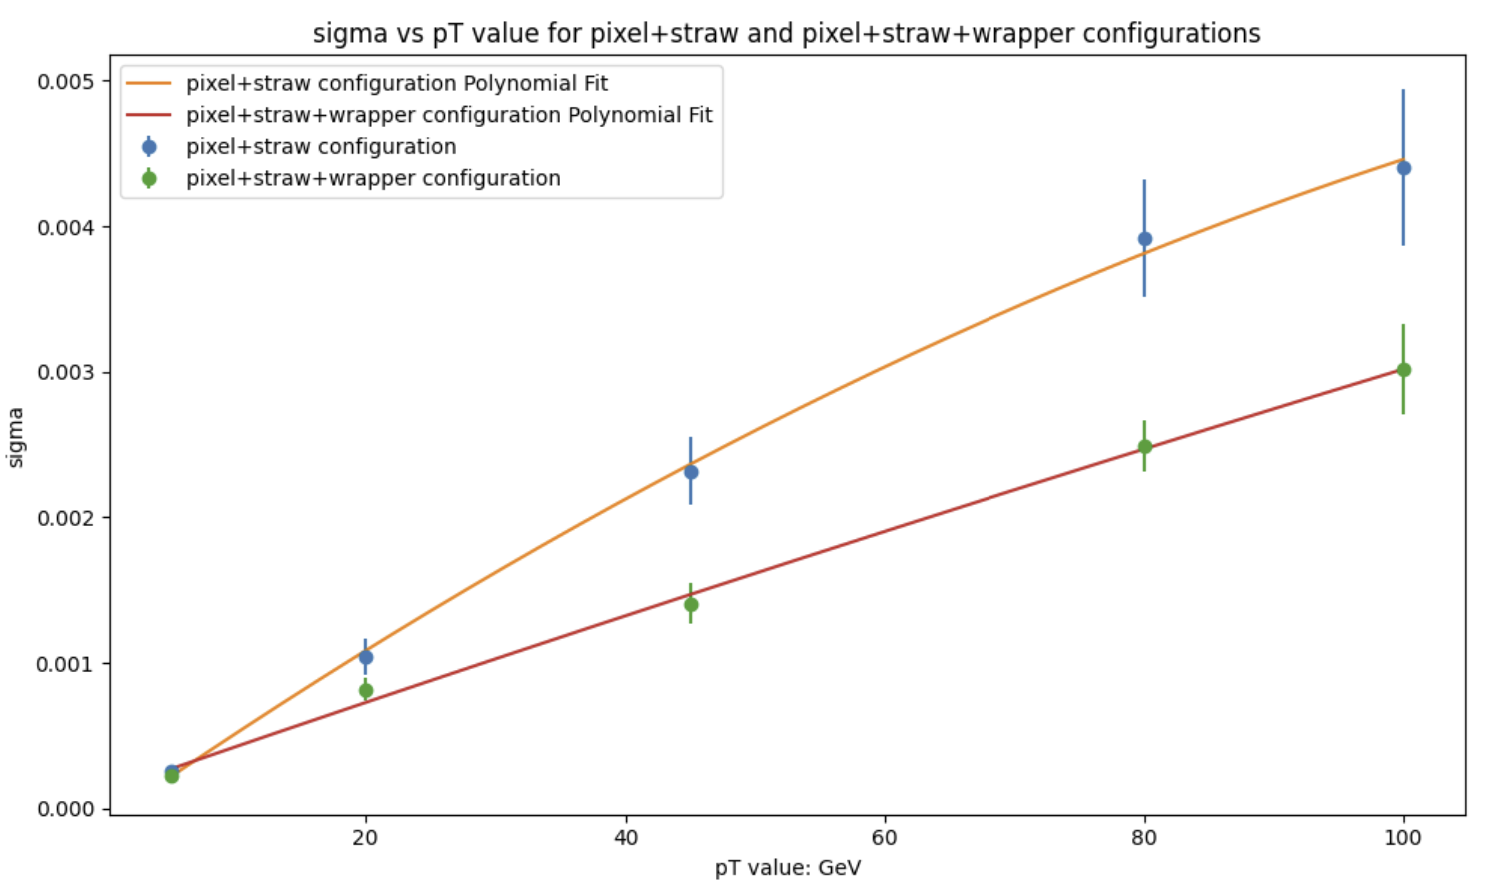 sigma vs pT value for pixel+straw and pixel+straw+wrapper configurations
pixel+straw configuration Polynomial Fit
pixel+straw+wrapper configuration Polynomial Fit
pixel+straw configuration
pixel+straw+wrapper configuration
0.005
0.004
0.003
0.002
0.001
0.000
sigma
20 40 60 80 100
pT value: GeV